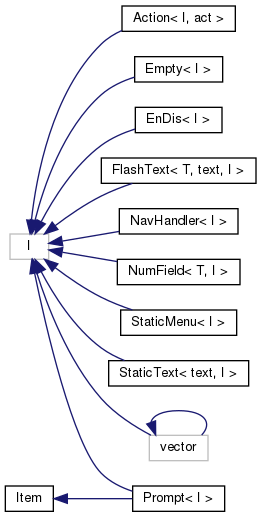 Action< I, act >
Empty< I >
EnDis< I >
FlashText< T, text, I >
NavHandler< I >
I
NumField< T, I >
StaticMenu< I >
StaticText< text, I >
vector
Item
Prompt< I >